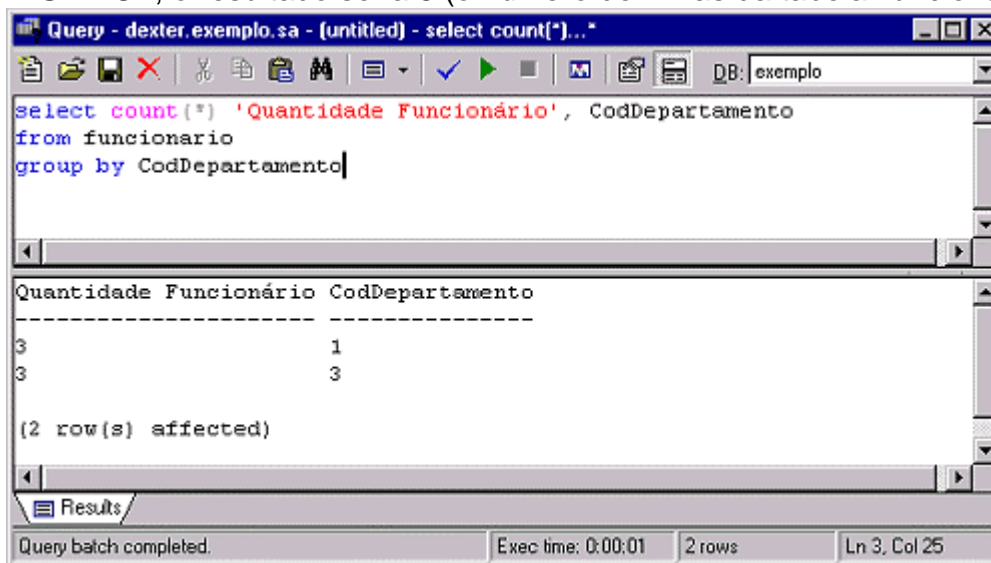 Query - dexter.exemplo.sa - (untitled) - select count(*)...*
DB: exemplo
select count(*) 'Quantidade Funcionário', CodDepartamento
from funcionario
group by CodDepartamento
Quantidade Funcionário CodDepartamento
---------------------- ---------------
3 1
3 3
(2 row(s) affected)
Results
Query batch completed. Exec time: 0:00:01 2 rows Ln 3, Col 25